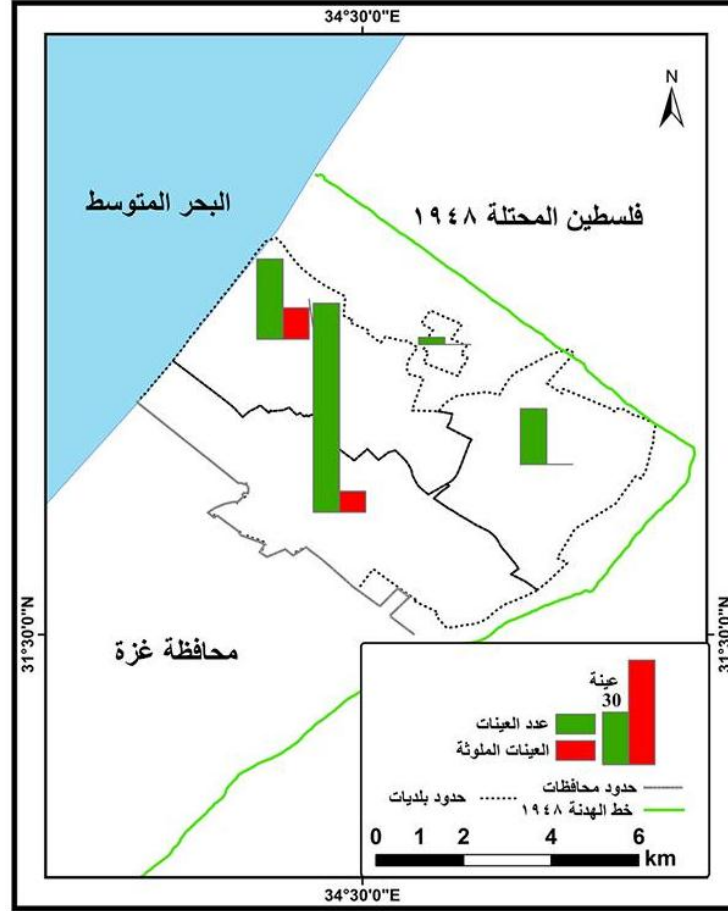 34°30'0"E
N
البحر المتوسط
فلسطين المحتلة ١٩٤٨
31°30'0"N
31°30'0"N
محافظة غزة
عينة
30
عدد العينات
العينات الملوثة
حدود محافظات
حدود بلديات
خط الهدنة ١٩٤٨
0 1 2 4 6
km
34°30'0"E